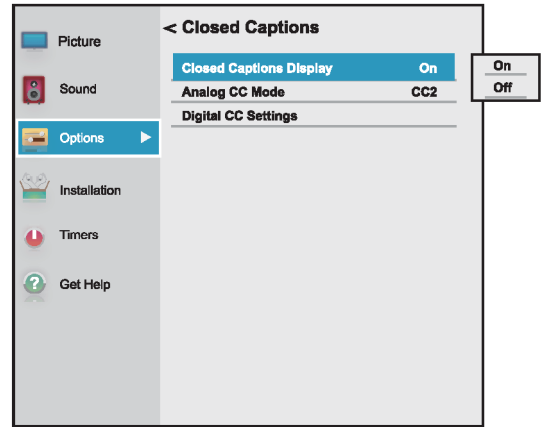 Picture
Sound
Options
Installation
Timers
Get Help
< Closed Captions
Closed Captions Display On
Analog CC Mode CC2
Digital CC Settings
On
Off